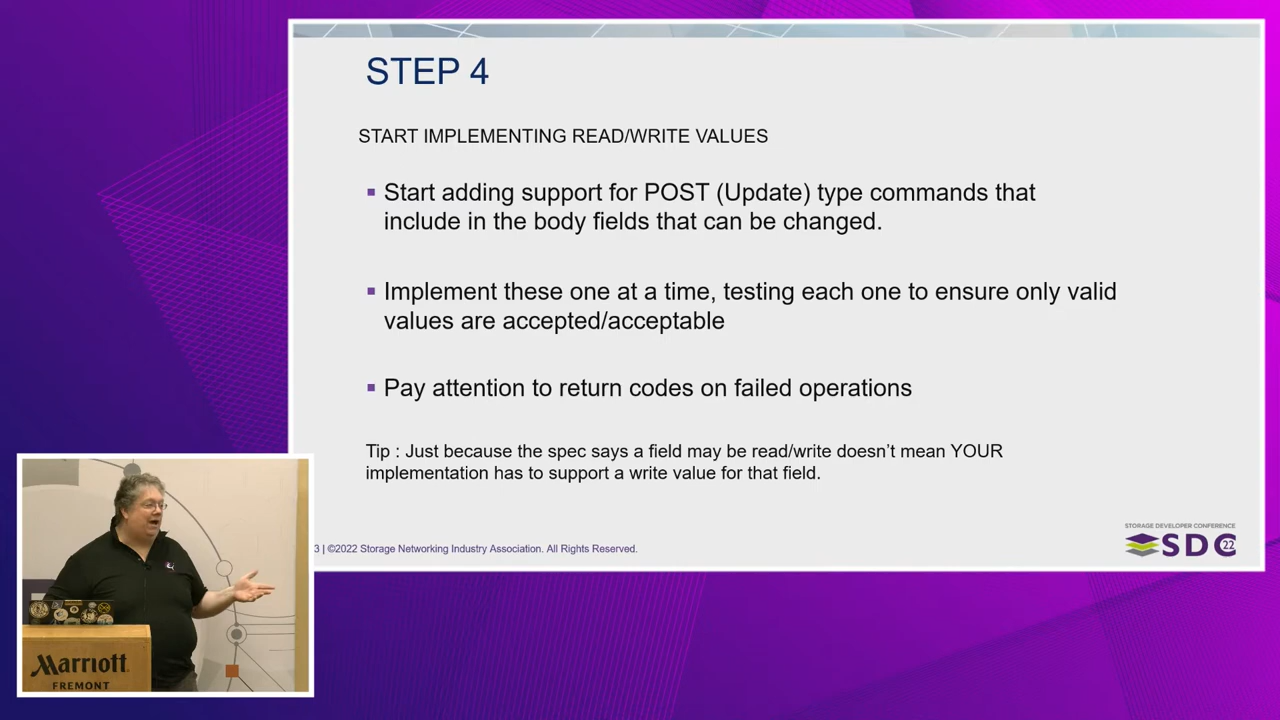 STEP 4
START IMPLEMENTING READ/WRITE VALUES
▪ Start adding support for POST (Update) type commands that
include in the body fields that can be changed.
▪ Implement these one at a time, testing each one to ensure only valid
values are accepted/acceptable
▪ Pay attention to return codes on failed operations
Tip : Just because the spec says a field may be read/write doesn’t mean YOUR
implementation has to support a write value for that field.
3 | ©2022 Storage Networking Industry Association. All Rights Reserved.
STORAGE DEVELOPER CONFERENCE
SDC 22
Marriott
FREMONT